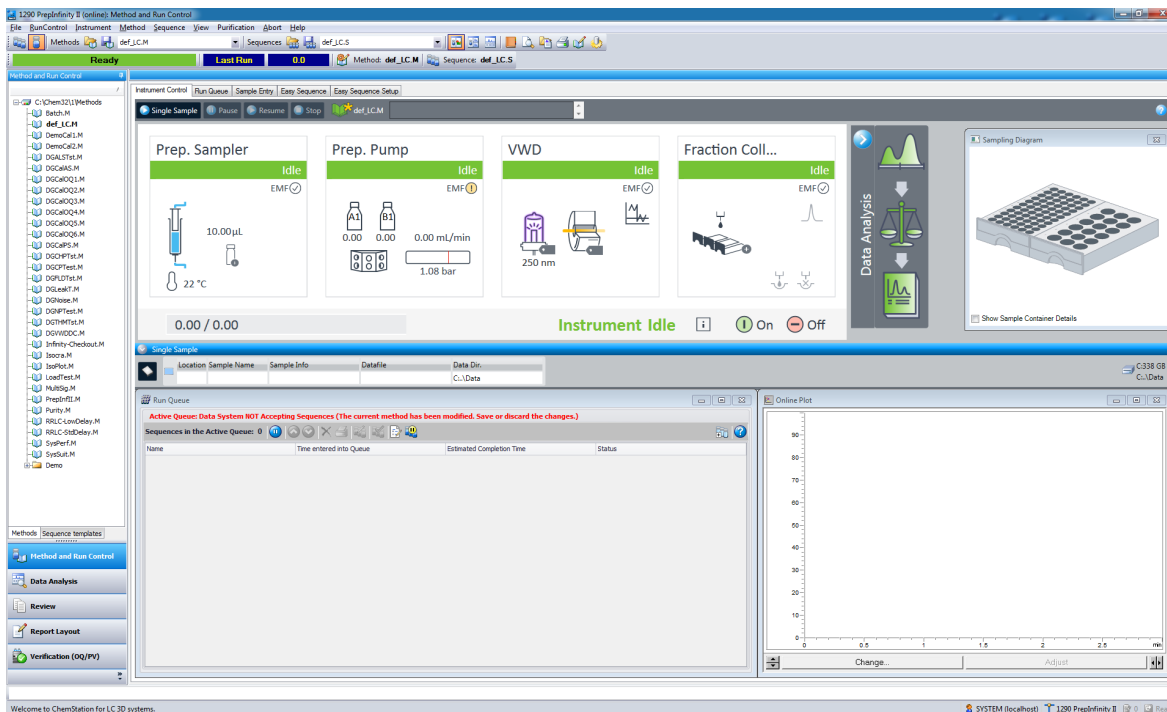 1290 PrepInfinity II (online): Method and Run Control
File RunControl Instrument Method Sequence View Purification Abort Help
Methods def_LC.M Sequences def_LC.S
Ready Last Run 0.0 Method: def_LC.M Sequence: def_LC.S
Method and Run Control
Instrument Control Run Queue Sample Entry Easy Sequence Easy Sequence Setup
Single Sample Pause Resume Stop def_LC.M
C:\Chem32\1\Methods
Batch.M
def_LC.M
DemoCal1.M
DemoCal2.M
DGALSTst.M
DGCalAS.M
DGCalOQ1.M
DGCalOQ2.M
DGCalOQ3.M
DGCalOQ4.M
DGCalOQ5.M
DGCalOQ6.M
DGCalPS.M
DGCHPTst.M
DGCPTest.M
DGFLDTst.M
DGLeakT.M
DGNoise.M
DGNPTest.M
DGTHMTst.M
DGVWDDC.M
Infinity-Checkout.M
Isocra.M
IsoPlot.M
LoadTest.M
MultiSig.M
PrepInfII.M
Purity.M
RRLC-LowDelay.M
RRLC-StdDelay.M
SysPerf.M
SysSuit.M
Demo
Methods Sequence templates
Method and Run Control
Data Analysis
Review
Report Layout
Verification (OQ/PV)
Prep. Sampler
Idle
EMF
10.00 µL
22 °C
Prep. Pump
Idle
EMF
A1 B1
0.00 0.00 0.00 mL/min
1.08 bar
VWD
Idle
EMF
250 nm
Fraction Coll...
Idle
EMF
0.00 / 0.00
Instrument Idle i On Off
Data Analysis
Sampling Diagram
Show Sample Container Details
Single Sample
Location Sample Name Sample Info Datafile Data Dir.
C:.\Data
C:338 GB
C:.\Data
Run Queue
Active Queue: Data System NOT Accepting Sequences (The current method has been modified. Save or discard the changes.)
Sequences in the Active Queue: 0
Name Time entered into Queue Estimated Completion Time Status
Online Plot
90
80
70
60
50
40
30
20
10
0
0 0.5 1 1.5 2 2.5 min
Change... Adjust
Welcome to ChemStation for LC 3D systems.
SYSTEM (localhost) 1290 PrepInfinity II 0